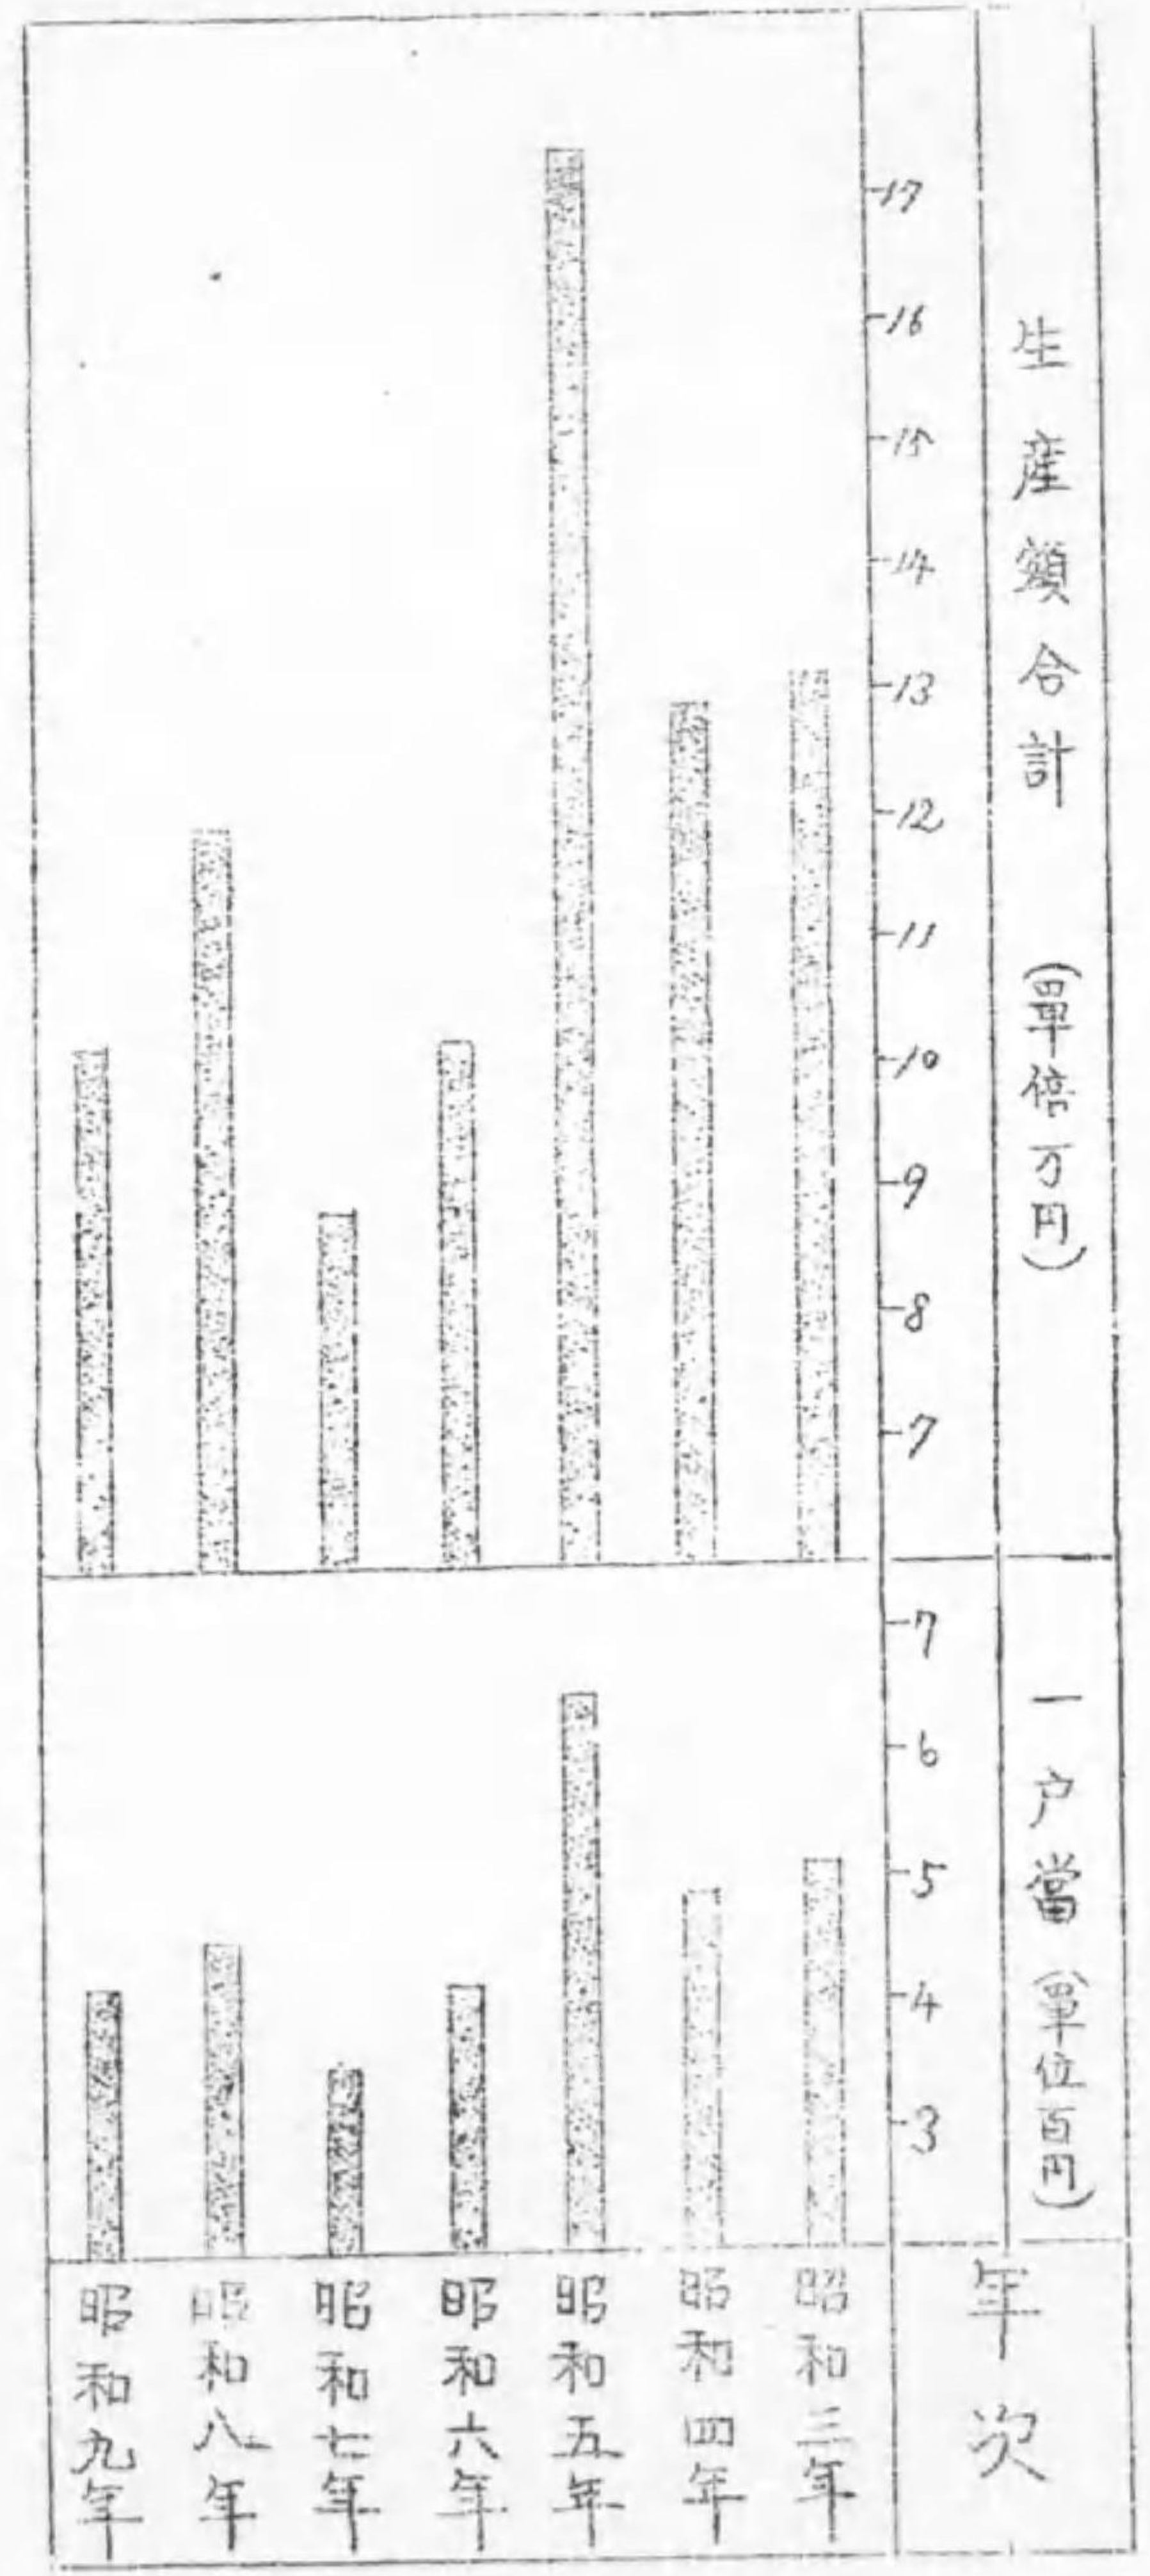 生産額合計 (單倍万円)
17
16
15
14
13
12
11
10
9
8
7
一户當 (單位百円)
7
6
5
4
3
年次
昭和三年
昭和四年
昭和五年
昭和六年
昭和七年
昭和八年
昭和九年